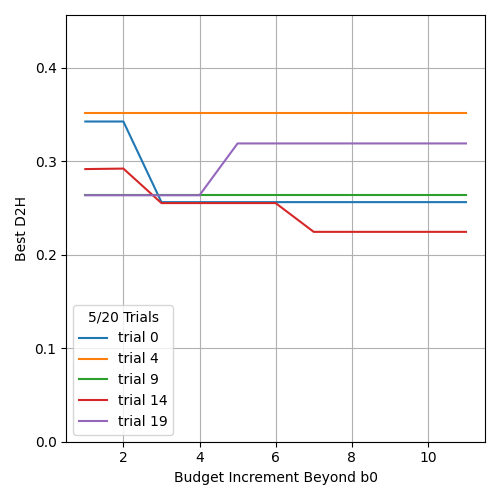 0.4
0.3
0.2
0.1
0.0
Best D2H
5/20 Trials
trial 0
trial 4
trial 9
trial 14
trial 19
2 4 6 8 10
Budget Increment Beyond b0